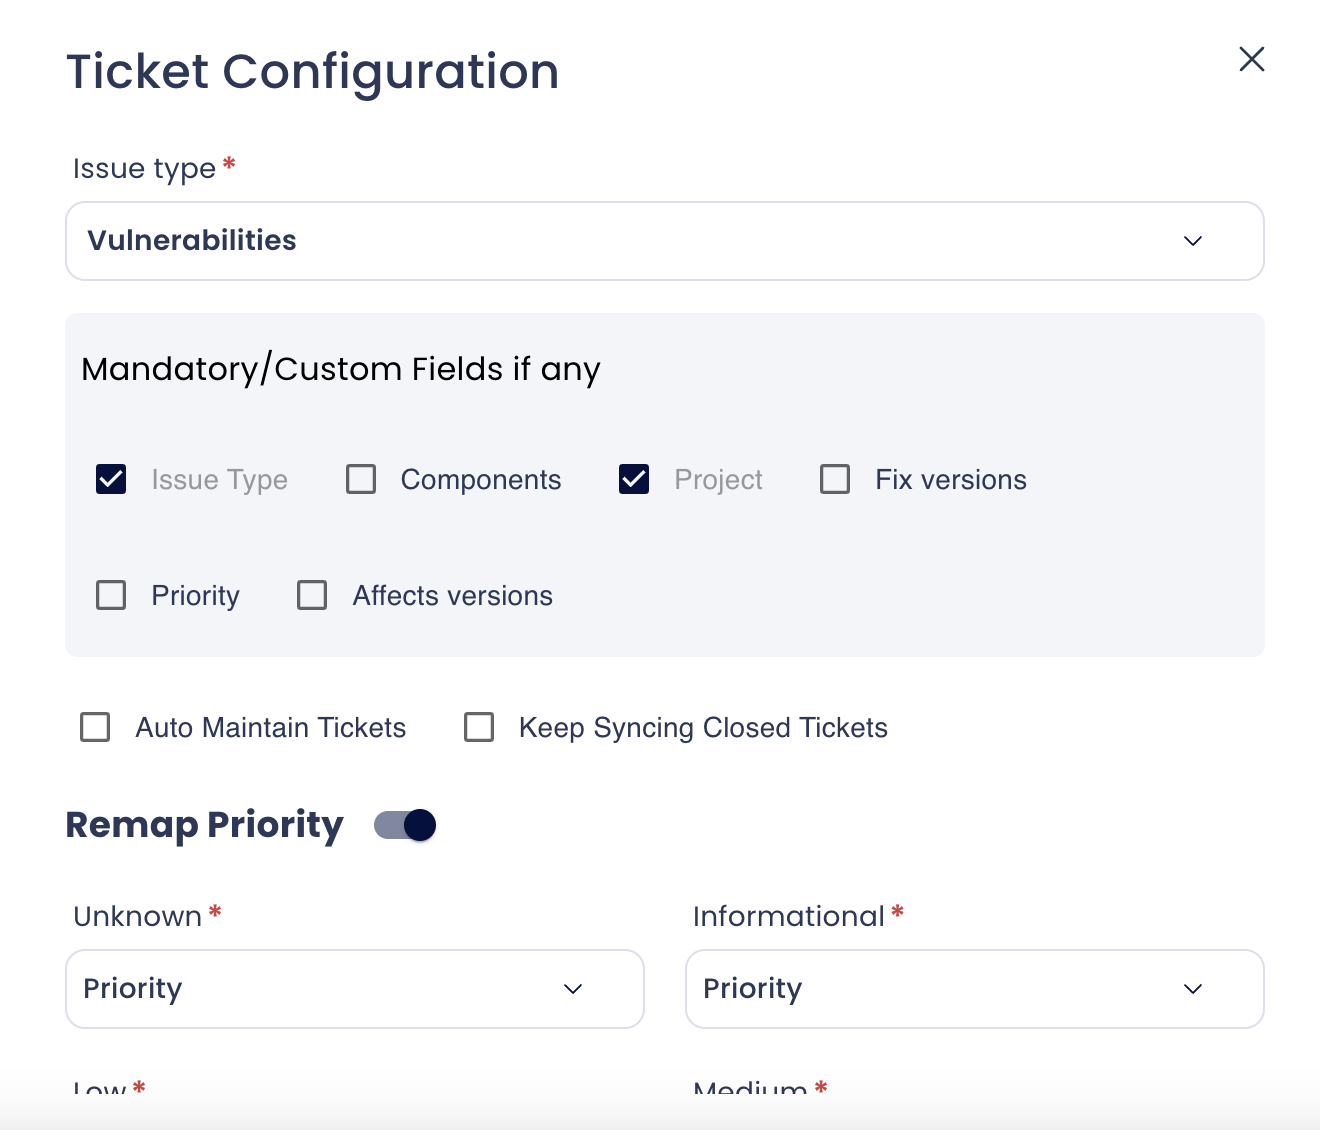 Ticket Configuration
Issue type *
Vulnerabilities
Mandatory/Custom Fields if any
Issue Type Components Project Fix versions
Priority Affects versions
Auto Maintain Tickets Keep Syncing Closed Tickets
Remap Priority
Unknown * Informational *
Priority Priority
Low * Medium *